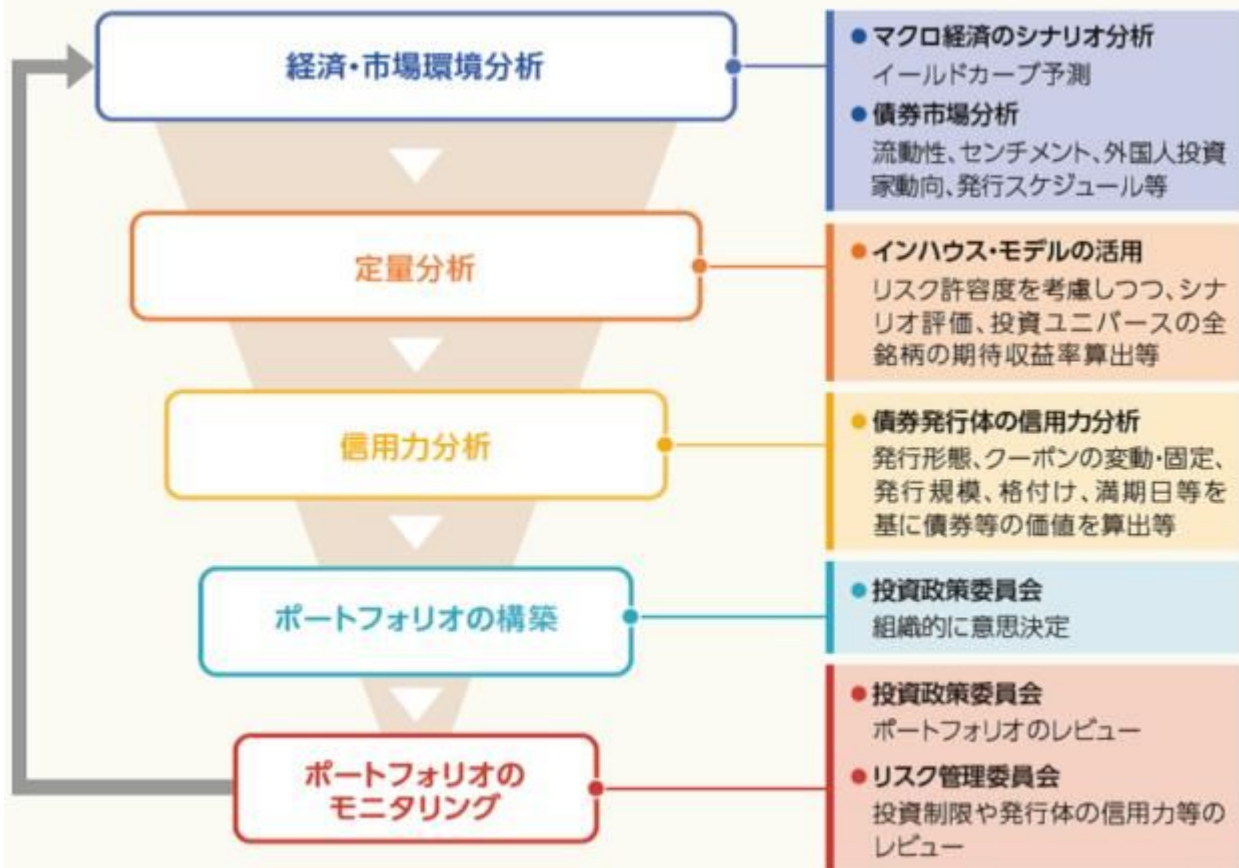 経済・市場環境分析
●マクロ経済のシナリオ分析
イールドカーブ予測
●債券市場分析
流動性、センチメント、外国人投資
家動向、発行スケジュール等
定量分析
●インハウス・モデルの活用
リスク許容度を考慮しつつ、シナ
リオ評価、投資ユニバースの全
銘柄の期待収益率算出等
信用力分析
●債券発行体の信用力分析
発行形態、クーポンの変動・固定、
発行規模、格付け、満期日等を
基に債券等の価値を算出等
ポートフォリオの構築
●投資政策委員会
組織的に意思決定
ポートフォリオの
モニタリング
●投資政策委員会
ポートフォリオのレビュー
●リスク管理委員会
投資制限や発行体の信用力等の
レビュー